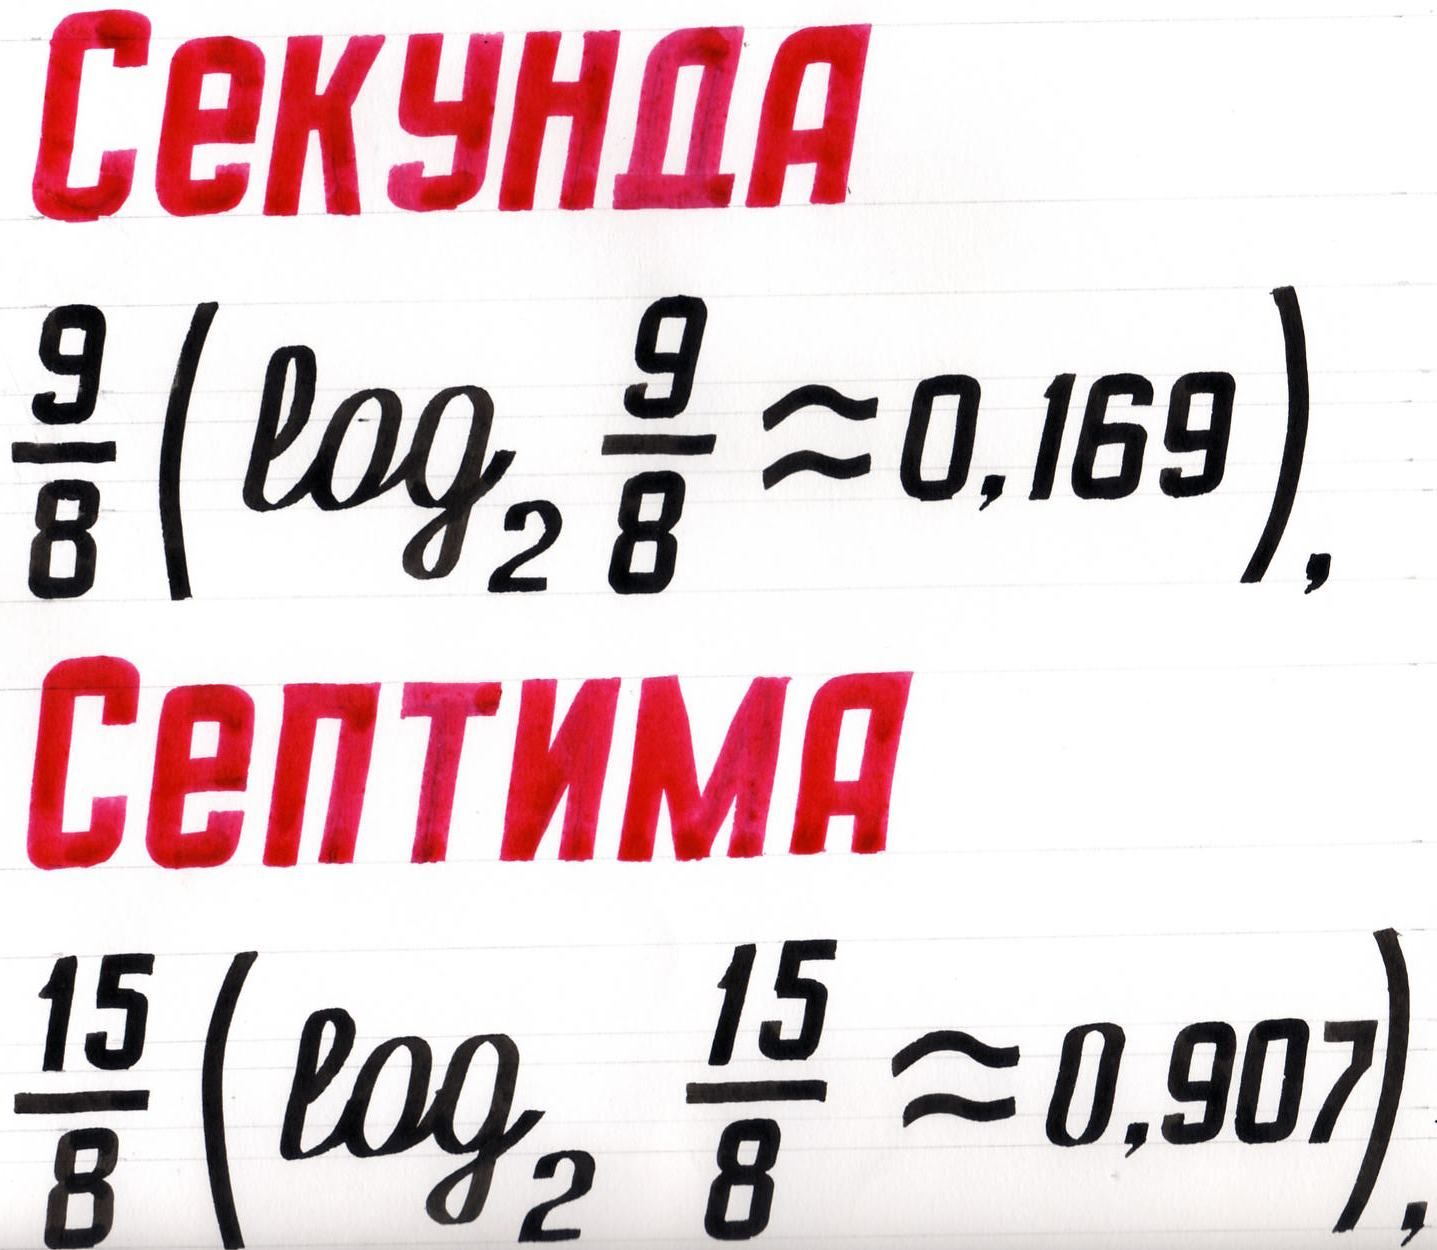 Секунда
9/8 (log₂ 9/8 ≈ 0,169),
Септима
15/8 (log₂ 15/8 ≈ 0,907),